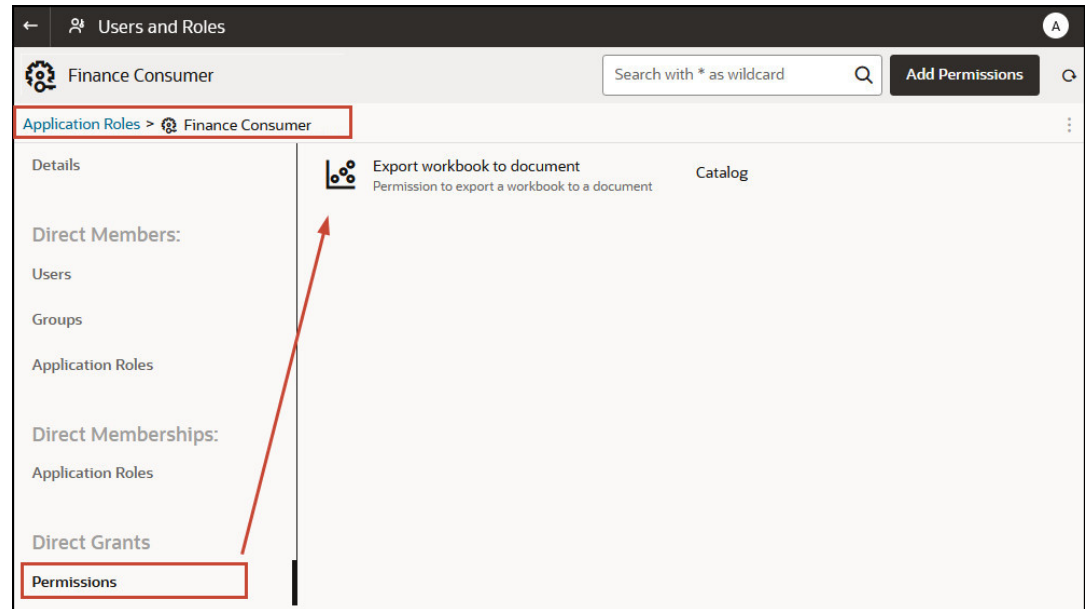 Users and Roles
A
Finance Consumer
Search with * as wildcard
Add Permissions
Application Roles > Finance Consumer
Details
Export workbook to document
Catalog
Permission to export a workbook to a document
Direct Members:
Users
Groups
Application Roles
Direct Memberships:
Application Roles
Direct Grants
Permissions